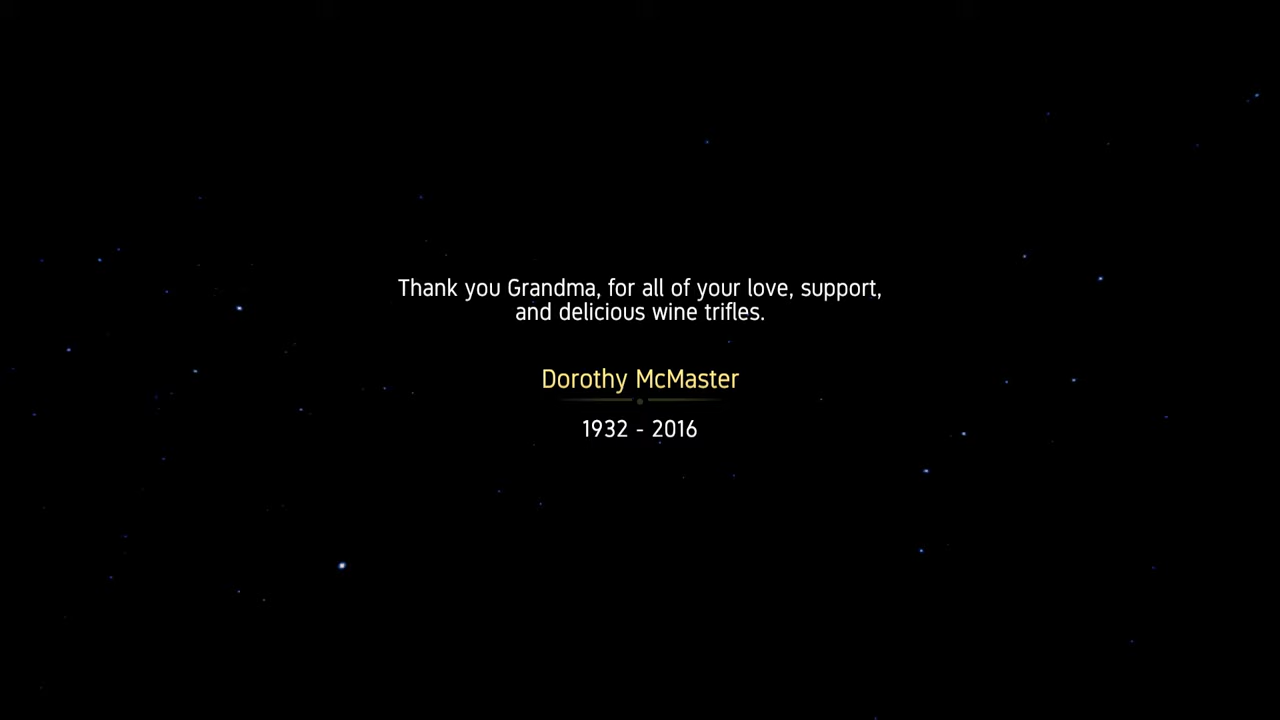 Thank you Grandma, for all of your love, support,
and delicious wine trifles.
Dorothy McMaster
1932 - 2016